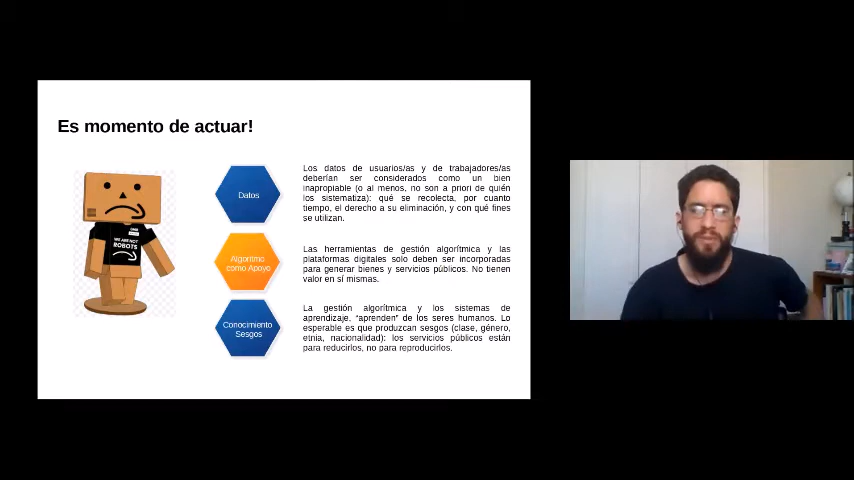 Es momento de actuar!
WE ARE NOT
ROBOTS
Datos
Los datos de usuarios/as y de trabajadores/as
deberían ser considerados como un bien
inapropiable (o al menos, no son a priori de quién
los sistematiza): qué se recolecta, por cuanto
tiempo, el derecho a su eliminación, y con qué fines
se utilizan.
Algoritmo
como Apoyo
Las herramientas de gestión algorítmica y las
plataformas digitales solo deben ser incorporadas
para generar bienes y servicios públicos. No tienen
valor en sí mismas.
Conocimiento
Sesgos
La gestión algorítmica y los sistemas de
aprendizaje, "aprenden" de los seres humanos. Lo
esperable es que produzcan sesgos (clase, género,
etnia, nacionalidad): los servicios públicos están
para reducirlos, no para reproducirlos.